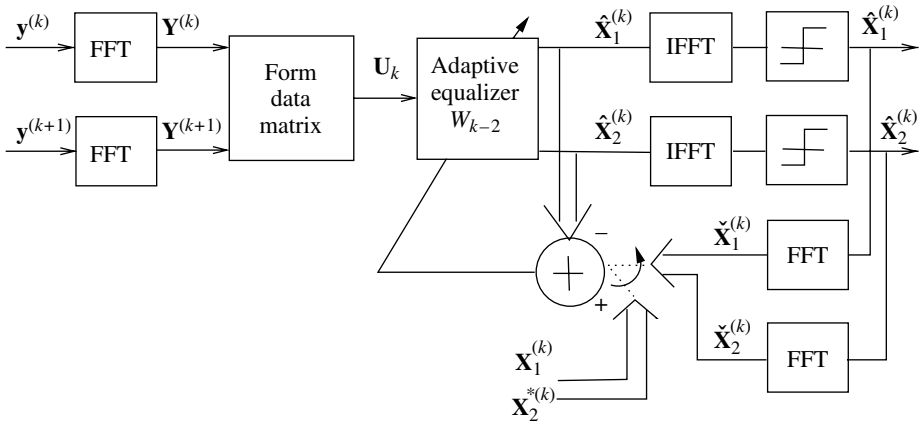 y^(k)
FFT
Y^(k)
y^(k+1)
FFT
Y^(k+1)
Form
data
matrix
U_k
Adaptive
equalizer
W_{k−2}
X̂_1^(k)
IFFT
X̂_1^(k)
X̂_2^(k)
IFFT
X̂_2^(k)
−
+
+
X̌_1^(k)
FFT
X̌_2^(k)
FFT
X_1^(k)
X_2^*(k)